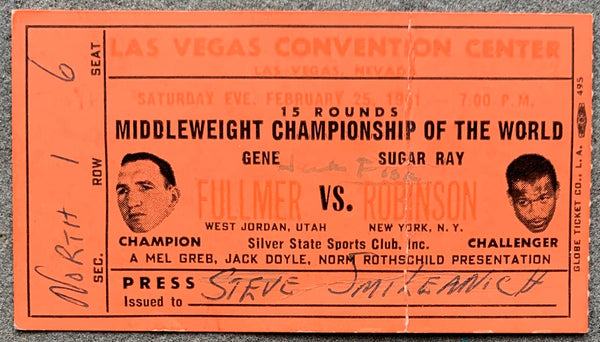 LAS VEGAS CONVENTION CENTER
LAS VEGAS, NEVADA
SATURDAY EVE. FEBRUARY 25, 1961 - 7:00 P.M.
15 ROUNDS
MIDDLEWEIGHT CHAMPIONSHIP OF THE WORLD
GENE SUGAR RAY
FULLMER VS. ROBINSON
WEST JORDAN, UTAH NEW YORK, N. Y.
CHAMPION Silver State Sports Club, Inc. CHALLENGER
A MEL GREB, JACK DOYLE, NORM ROTHSCHILD PRESENTATION
PRESS
Issued to STEVE
SEAT 6
ROW 1
SEC. NORTH
GLOBE TICKET CO., L. A. 495